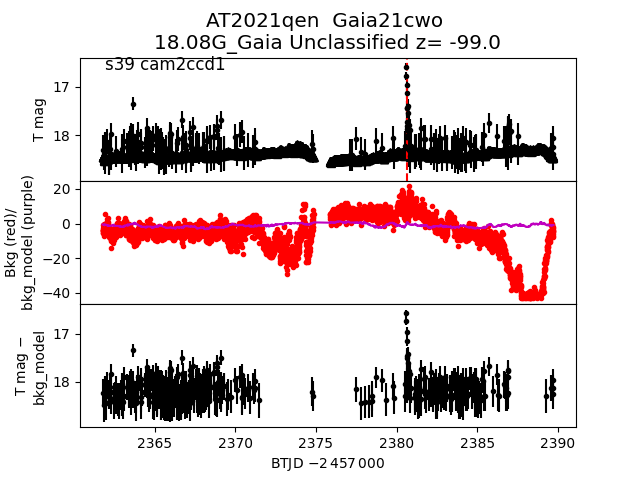 AT2021qen  Gaia21cwo
18.08G_Gaia Unclassified z= -99.0
s39 cam2ccd1
T mag
17
18
Bkg (red)/
bkg_model (purple)
20
0
−20
−40
T mag −
bkg_model
17
18
2365
2370
2375
2380
2385
2390
BTJD −2 457 000